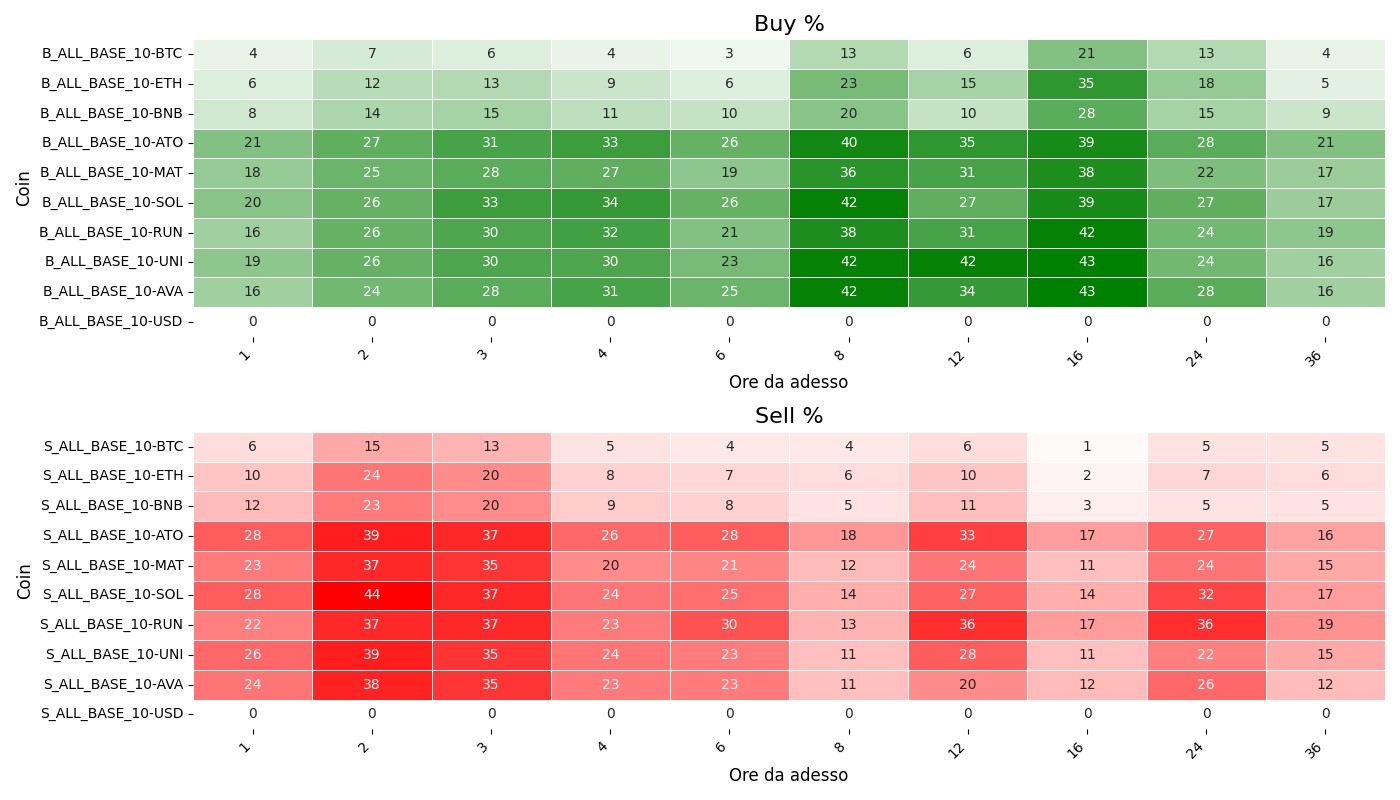 Buy %
Coin
B_ALL_BASE_10-BTC 4 7 6 4 3 13 6 21 13 4
B_ALL_BASE_10-ETH 6 12 13 9 6 23 15 35 18 5
B_ALL_BASE_10-BNB 8 14 15 11 10 20 10 28 15 9
B_ALL_BASE_10-ATO 21 27 31 33 26 40 35 39 28 21
B_ALL_BASE_10-MAT 18 25 28 27 19 36 31 38 22 17
B_ALL_BASE_10-SOL 20 26 33 34 26 42 27 39 27 17
B_ALL_BASE_10-RUN 16 26 30 32 21 38 31 42 24 19
B_ALL_BASE_10-UNI 19 26 30 30 23 42 42 43 24 16
B_ALL_BASE_10-AVA 16 24 28 31 25 42 34 43 28 16
B_ALL_BASE_10-USD 0 0 0 0 0 0 0 0 0 0
1 2 3 4 6 8 12 16 24 36
Ore da adesso
Sell %
Coin
S_ALL_BASE_10-BTC 6 15 13 5 4 4 6 1 5 5
S_ALL_BASE_10-ETH 10 24 20 8 7 6 10 2 7 6
S_ALL_BASE_10-BNB 12 23 20 9 8 5 11 3 5 5
S_ALL_BASE_10-ATO 28 39 37 26 28 18 33 17 27 16
S_ALL_BASE_10-MAT 23 37 35 20 21 12 24 11 24 15
S_ALL_BASE_10-SOL 28 44 37 24 25 14 27 14 32 17
S_ALL_BASE_10-RUN 22 37 37 23 30 13 36 17 36 19
S_ALL_BASE_10-UNI 26 39 35 24 23 11 28 11 22 15
S_ALL_BASE_10-AVA 24 38 35 23 23 11 20 12 26 12
S_ALL_BASE_10-USD 0 0 0 0 0 0 0 0 0 0
1 2 3 4 6 8 12 16 24 36
Ore da adesso